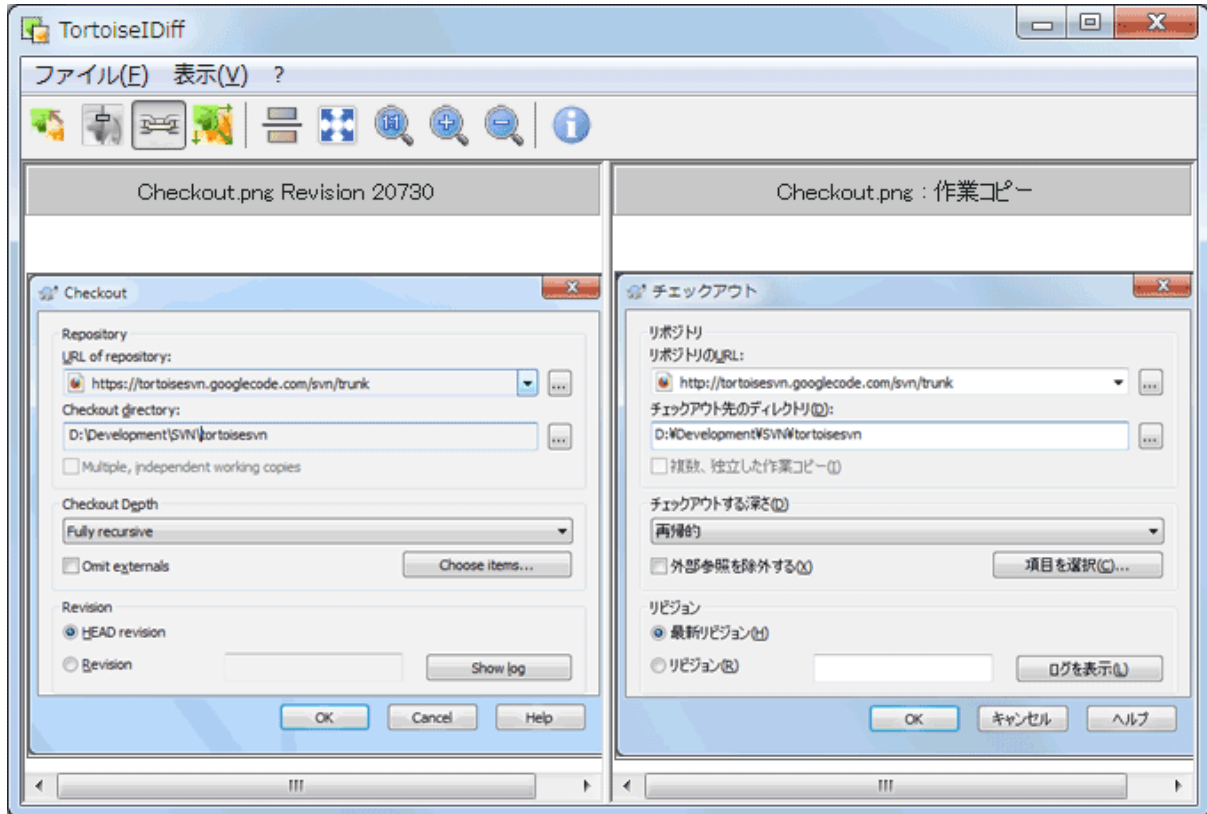 TortoiseIDiff
ファイル(F) 表示(V) ?
Checkout.png Revision 20730
Checkout
Repository
URL of repository:
https://tortoisesvn.googlecode.com/svn/trunk
...
Checkout directory:
D:\Development\SVN\tortoisesvn
...
Multiple, independent working copies
Checkout Depth
Fully recursive
Omit externals
Choose items...
Revision
HEAD revision
Revision
Show log
OK
Cancel
Help
Checkout.png : 作業コピー
チェックアウト
リポジトリ
リポジトリのURL:
http://tortoisesvn.googlecode.com/svn/trunk
...
チェックアウト先のディレクトリ(D):
D:¥Development¥SVN¥tortoisesvn
...
複数、独立した作業コピー(I)
チェックアウトする深さ(D)
再帰的
外部参照を除外する(X)
項目を選択(C)...
リビジョン
最新リビジョン(H)
リビジョン(R)
ログを表示(L)
OK
キャンセル
ヘルプ